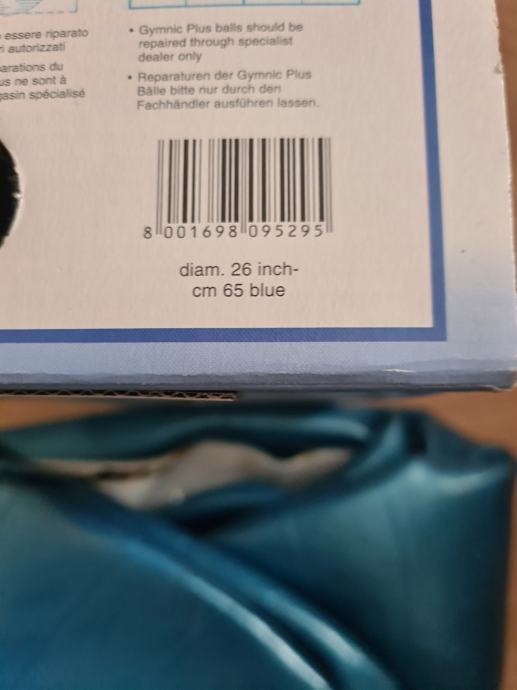 essere riparato
autorizzati
arations du
us ne sont à
gasin spécialisé
• Gymnic Plus balls should be
repaired through specialist
dealer only
• Reparaturen der Gymnic Plus
Bälle bitte nur durch den
Fachhändler ausführen lassen.
8 001698 095295
diam. 26 inch-
cm 65 blue